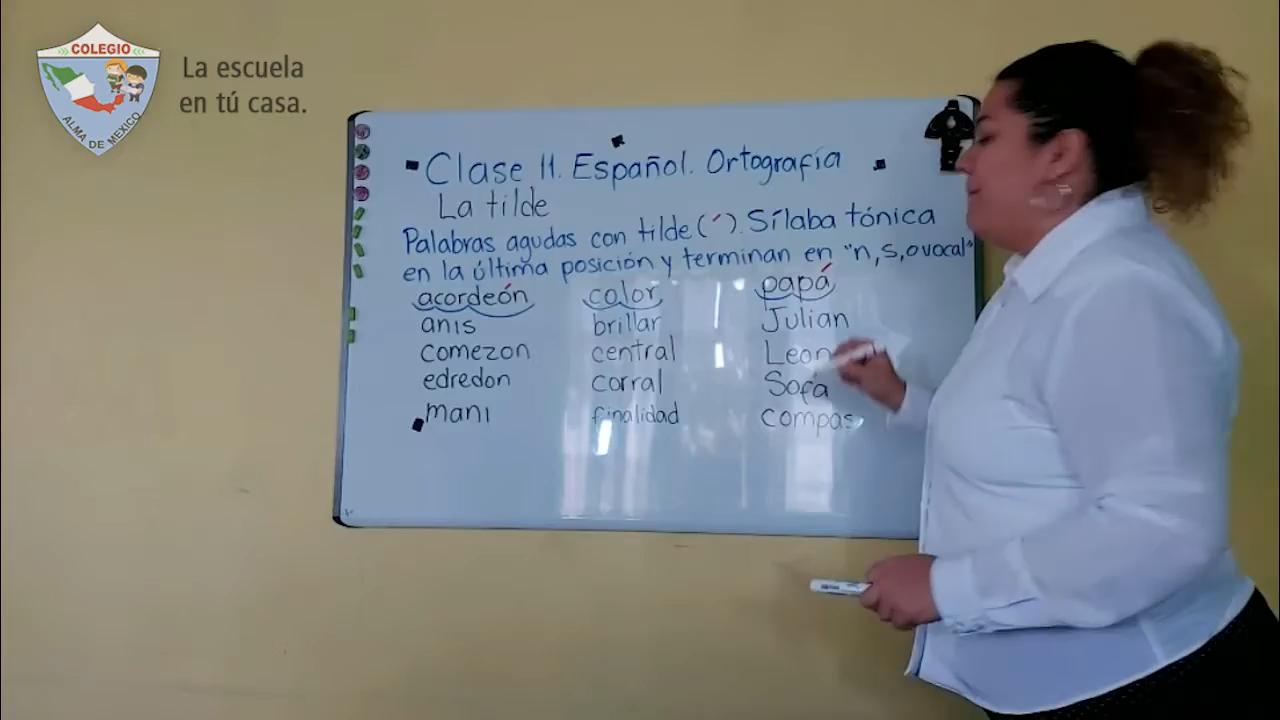 COLEGIO
ALMA DE MEXICO
La escuela
en tú casa.
Clase 11. Español. Ortografía
La tilde
Palabras agudas con tilde (´). Sílaba tónica
en la última posición y terminan en "n, s, o vocal"
acordeón color papá
anis brillar Julian
comezon central Leon
edredon corral Sofa
mani finalidad compas